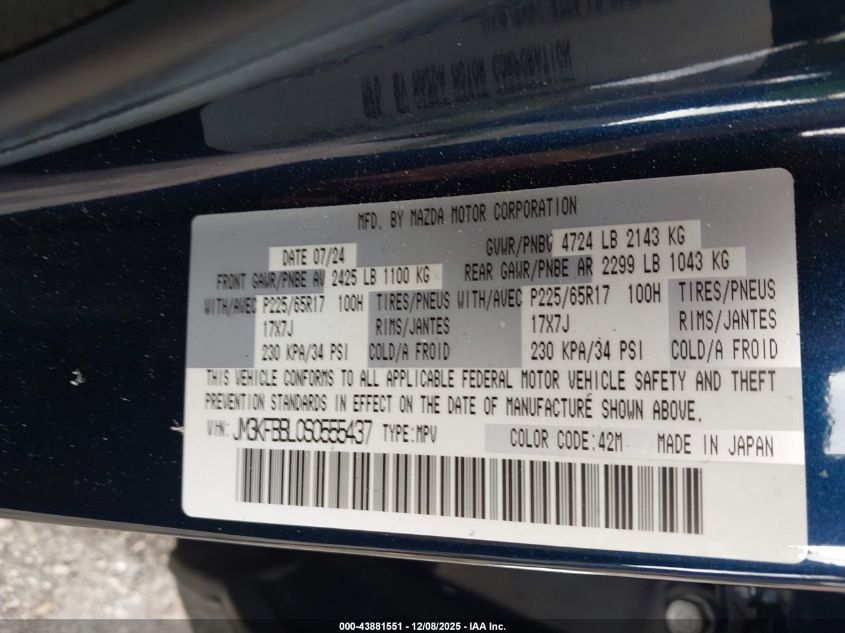 MFD. BY MAZDA MOTOR CORPORATION
DATE 07/24 GVWR/PNBV 4724 LB 2143 KG
FRONT GAWR/PNBE AV 2425 LB 1100 KG REAR GAWR/PNBE AR 2299 LB 1043 KG
WITH/AVEC P225/65R17 100H TIRES/PNEUS WITH/AVEC P225/65R17 100H TIRES/PNEUS
17X7J RIMS/JANTES 17X7J RIMS/JANTES
230 KPA/34 PSI COLD/A FROID 230 KPA/34 PSI COLD/A FROID
THIS VEHICLE CONFORMS TO ALL APPLICABLE FEDERAL MOTOR VEHICLE SAFETY AND THEFT
PREVENTION STANDARDS IN EFFECT ON THE DATE OF MANUFACTURE SHOWN ABOVE.
VIN: JM3KFBBL0S0555437 TYPE:MPV COLOR CODE:42M MADE IN JAPAN
000-43881551 - 12/08/2025 - IAA Inc.